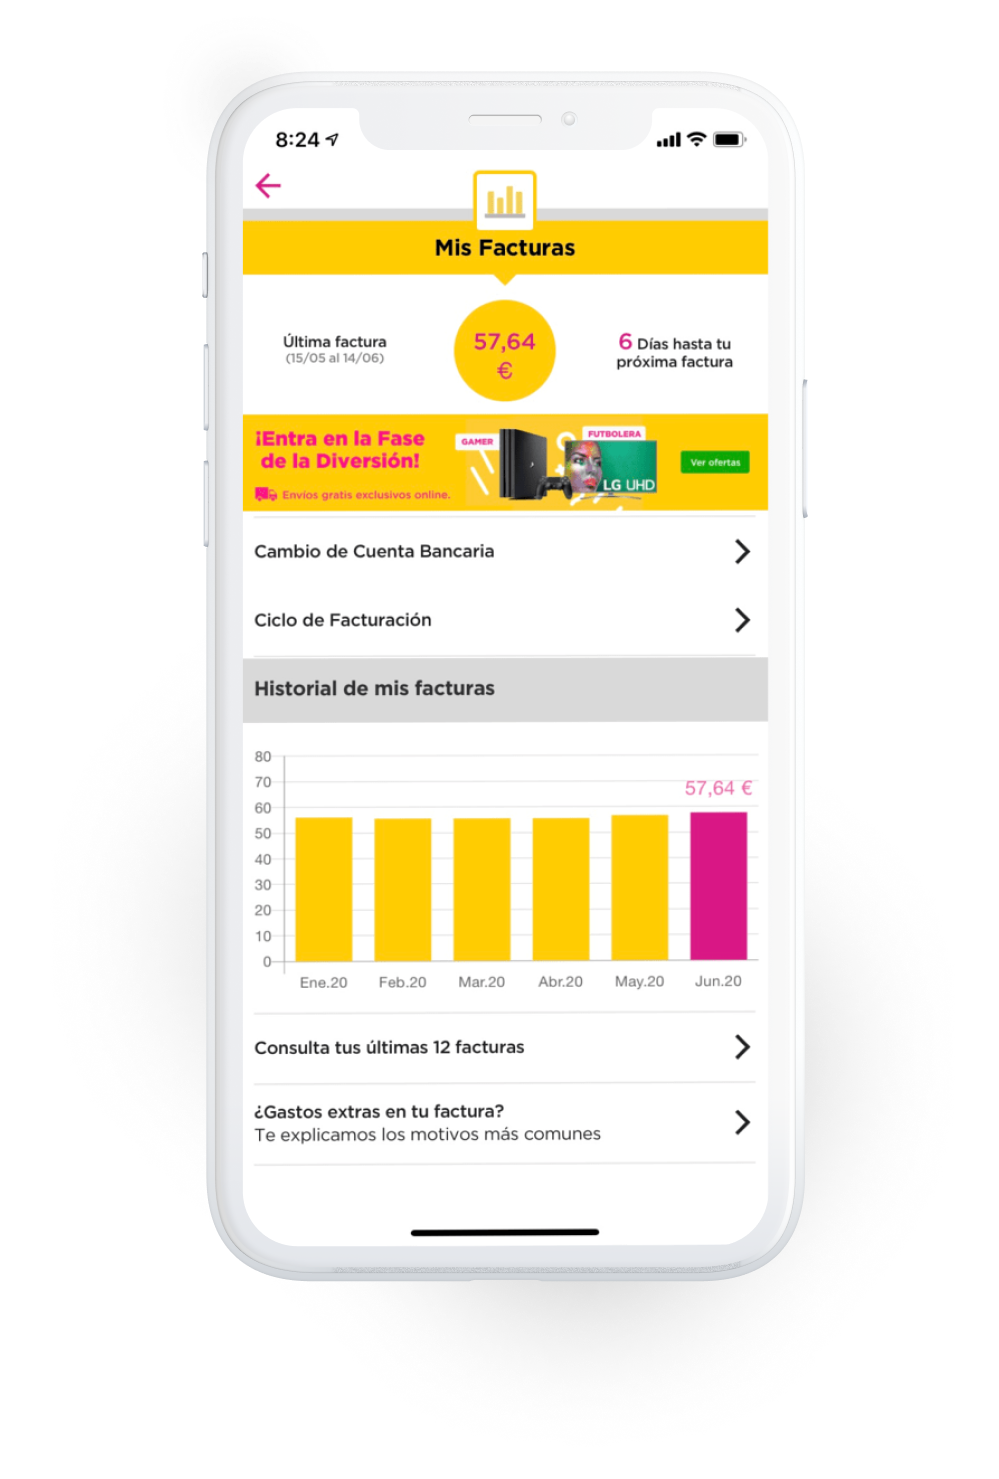 8:24
Mis Facturas
Última factura
(15/05 al 14/06)
57,64
€
6 Días hasta tu
próxima factura
¡Entra en la Fase
de la Diversión!
Envíos gratis exclusivos online.
GAMER
FUTBOLERA
LG UHD
Ver ofertas
Cambio de Cuenta Bancaria
Ciclo de Facturación
Historial de mis facturas
80
70
60
50
40
30
20
10
0
57,64 €
Ene.20 Feb.20 Mar.20 Abr.20 May.20 Jun.20
Consulta tus últimas 12 facturas
¿Gastos extras en tu factura?
Te explicamos los motivos más comunes